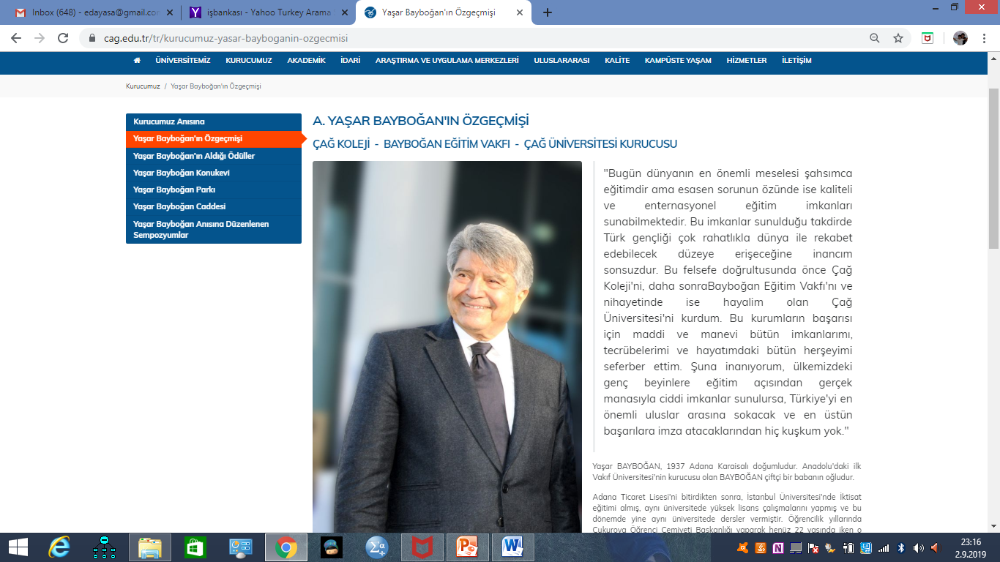 Inbox (648) - edayasa@gmail.com
işbankası - Yahoo Turkey Arama
Yaşar Bayboğan'ın Özgeçmişi
cag.edu.tr/tr/kurucumuz-yasar-bayboganin-ozgecmisi
ÜNİVERSİTEMİZ KURUCUMUZ AKADEMİK İDARİ ARAŞTIRMA VE UYGULAMA MERKEZLERİ ULUSLARARASI KALİTE KAMPÜSTE YAŞAM HİZMETLER İLETİŞİM
Kurucumuz / Yaşar Bayboğan'ın Özgeçmişi
Kurucumuz Anısına
Yaşar Bayboğan'ın Özgeçmişi
Yaşar Bayboğan'ın Aldığı Ödüller
Yaşar Bayboğan Konukevi
Yaşar Bayboğan Parkı
Yaşar Bayboğan Caddesi
Yaşar Bayboğan Anısına Düzenlenen
Sempozyumlar
A. YAŞAR BAYBOĞAN'IN ÖZGEÇMİŞİ
ÇAĞ KOLEJİ - BAYBOĞAN EĞİTİM VAKFI - ÇAĞ ÜNİVERSİTESİ KURUCUSU
"Bugün dünyanın en önemli meselesi şahsımca
eğitimdir ama esasen sorunun özünde ise kaliteli
ve enternasyonel eğitim imkanları
sunabilmektedir. Bu imkanlar sunulduğu takdirde
Türk gençliği çok rahatlıkla dünya ile rekabet
edebilecek düzeye erişeceğine inancım
sonsuzdur. Bu felsefe doğrultusunda önce Çağ
Koleji'ni, daha sonraBayboğan Eğitim Vakfı'nı ve
nihayetinde ise hayalim olan Çağ
Üniversitesi'ni kurdum. Bu kurumların başarısı
için maddi ve manevi bütün imkanlarımı,
tecrübelerimi ve hayatımdaki bütün herşeyimi
seferber ettim. Şuna inanıyorum, ülkemizdeki
genç beyinlere eğitim açısından gerçek
manasıyla ciddi imkanlar sunulursa, Türkiye'yi en
önemli uluslar arasına sokacak ve en üstün
başarılara imza atacaklarından hiç kuşkum yok."
Yaşar BAYBOĞAN, 1937 Adana Karaisalı doğumludur. Anadolu'daki ilk
Vakıf Üniversitesi'nin kurucusu olan BAYBOĞAN çiftçi bir babanın oğludur.
Adana Ticaret Lisesi'ni bitirdikten sonra, İstanbul Üniversitesi'nde İktisat
eğitimi almış, aynı üniversitede yüksek lisans çalışmalarını yapmış ve bu
dönemde yine aynı üniversitede dersler vermiştir. Öğrencilik yıllarında
Çukurova Öğrenci Cemiyeti Başkanlığı yaparak henüz 22 yaşında iken o
23:16
2.9.2019